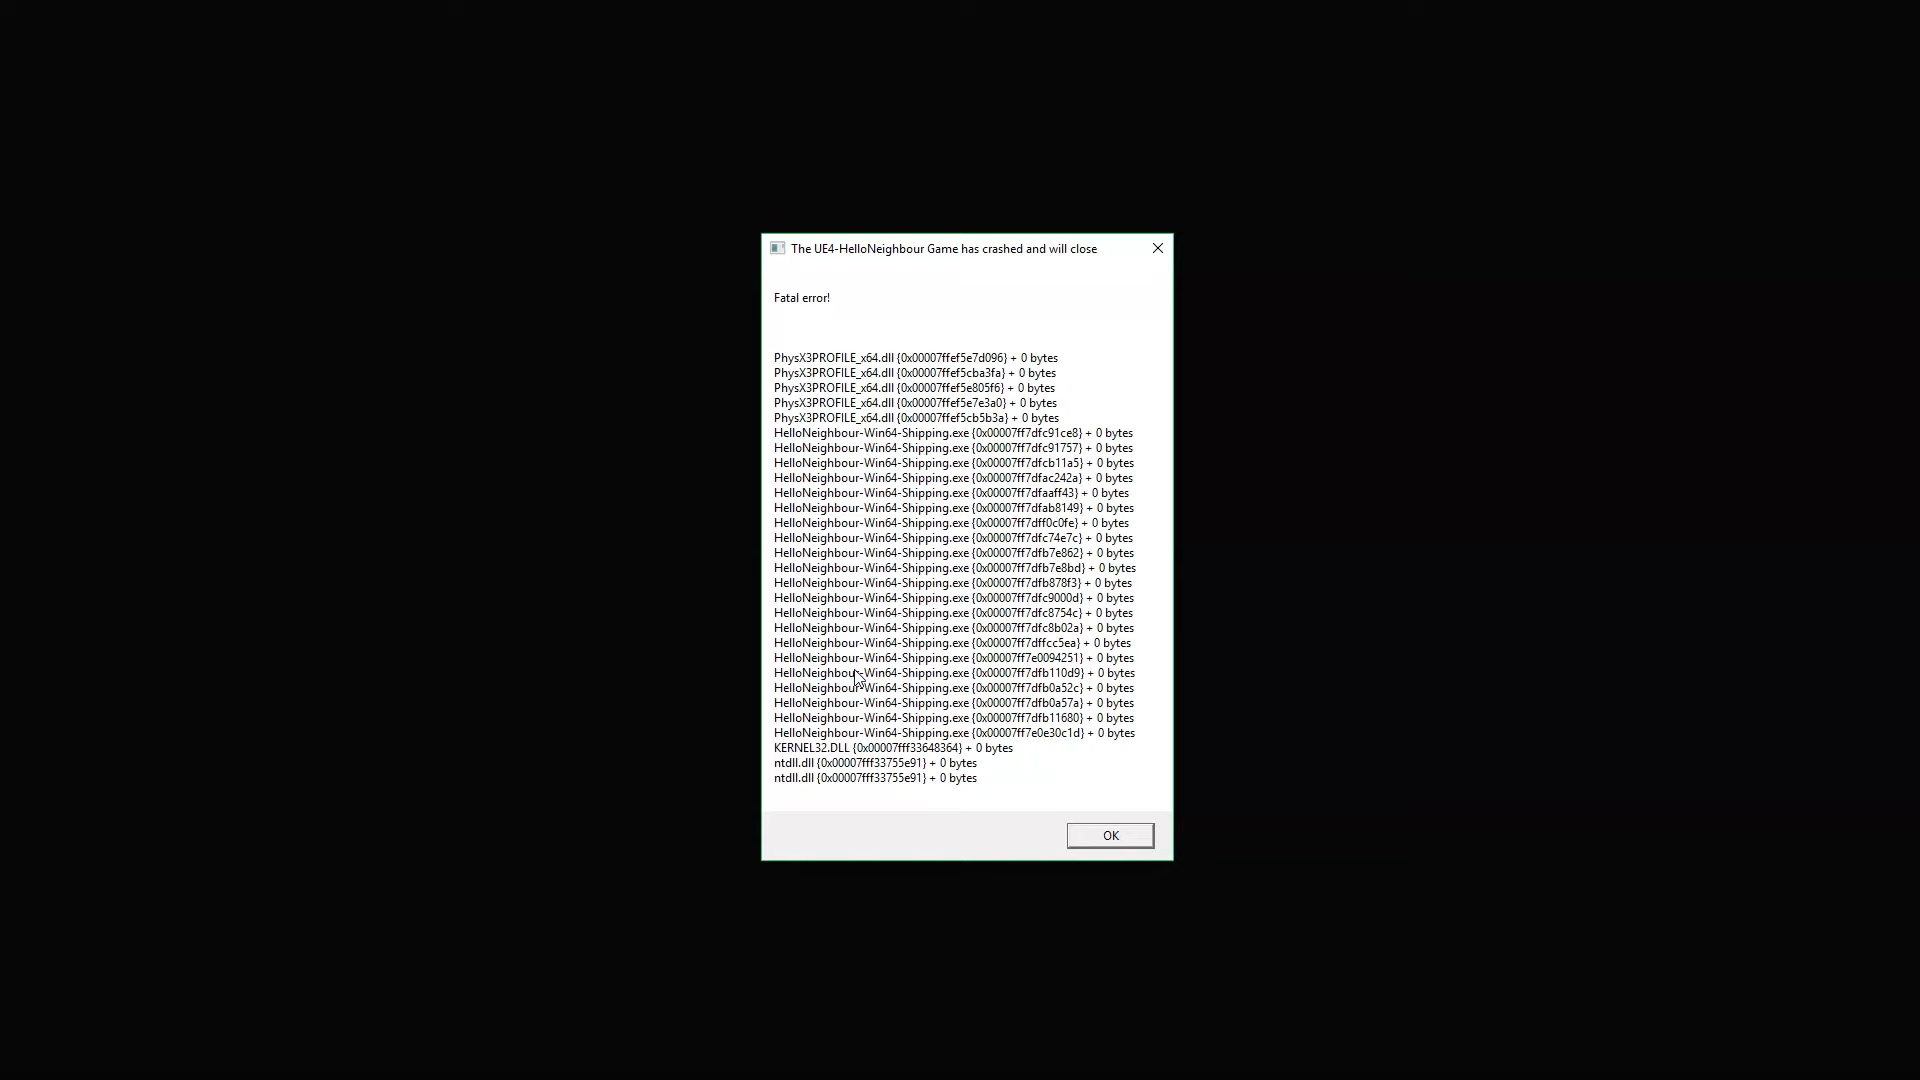 The UE4-HelloNeighbour Game has crashed and will close
Fatal error!
PhysX3PROFILE_x64.dll {0x00007ffef5e7d096} + 0 bytes
PhysX3PROFILE_x64.dll {0x00007ffef5cba3fa} + 0 bytes
PhysX3PROFILE_x64.dll {0x00007ffef5e805f6} + 0 bytes
PhysX3PROFILE_x64.dll {0x00007ffef5e7e3a0} + 0 bytes
PhysX3PROFILE_x64.dll {0x00007ffef5cb5b3a} + 0 bytes
HelloNeighbour-Win64-Shipping.exe {0x00007ff7dfc91ce8} + 0 bytes
HelloNeighbour-Win64-Shipping.exe {0x00007ff7dfc91757} + 0 bytes
HelloNeighbour-Win64-Shipping.exe {0x00007ff7dfcb11a5} + 0 bytes
HelloNeighbour-Win64-Shipping.exe {0x00007ff7dfac242a} + 0 bytes
HelloNeighbour-Win64-Shipping.exe {0x00007ff7dfaaff43} + 0 bytes
HelloNeighbour-Win64-Shipping.exe {0x00007ff7dfab8149} + 0 bytes
HelloNeighbour-Win64-Shipping.exe {0x00007ff7dff0c0fe} + 0 bytes
HelloNeighbour-Win64-Shipping.exe {0x00007ff7dfc74e7c} + 0 bytes
HelloNeighbour-Win64-Shipping.exe {0x00007ff7dfb7e862} + 0 bytes
HelloNeighbour-Win64-Shipping.exe {0x00007ff7dfb7e8bd} + 0 bytes
HelloNeighbour-Win64-Shipping.exe {0x00007ff7dfb878f3} + 0 bytes
HelloNeighbour-Win64-Shipping.exe {0x00007ff7dfc9000d} + 0 bytes
HelloNeighbour-Win64-Shipping.exe {0x00007ff7dfc8754c} + 0 bytes
HelloNeighbour-Win64-Shipping.exe {0x00007ff7dfc8b02a} + 0 bytes
HelloNeighbour-Win64-Shipping.exe {0x00007ff7dffcc5ea} + 0 bytes
HelloNeighbour-Win64-Shipping.exe {0x00007ff7e0094251} + 0 bytes
HelloNeighbour-Win64-Shipping.exe {0x00007ff7dfb110d9} + 0 bytes
HelloNeighbour-Win64-Shipping.exe {0x00007ff7dfb0a52c} + 0 bytes
HelloNeighbour-Win64-Shipping.exe {0x00007ff7dfb0a57a} + 0 bytes
HelloNeighbour-Win64-Shipping.exe {0x00007ff7dfb11680} + 0 bytes
HelloNeighbour-Win64-Shipping.exe {0x00007ff7e0e30c1d} + 0 bytes
KERNEL32.DLL {0x00007fff33648364} + 0 bytes
ntdll.dll {0x00007fff33755e91} + 0 bytes
ntdll.dll {0x00007fff33755e91} + 0 bytes
OK